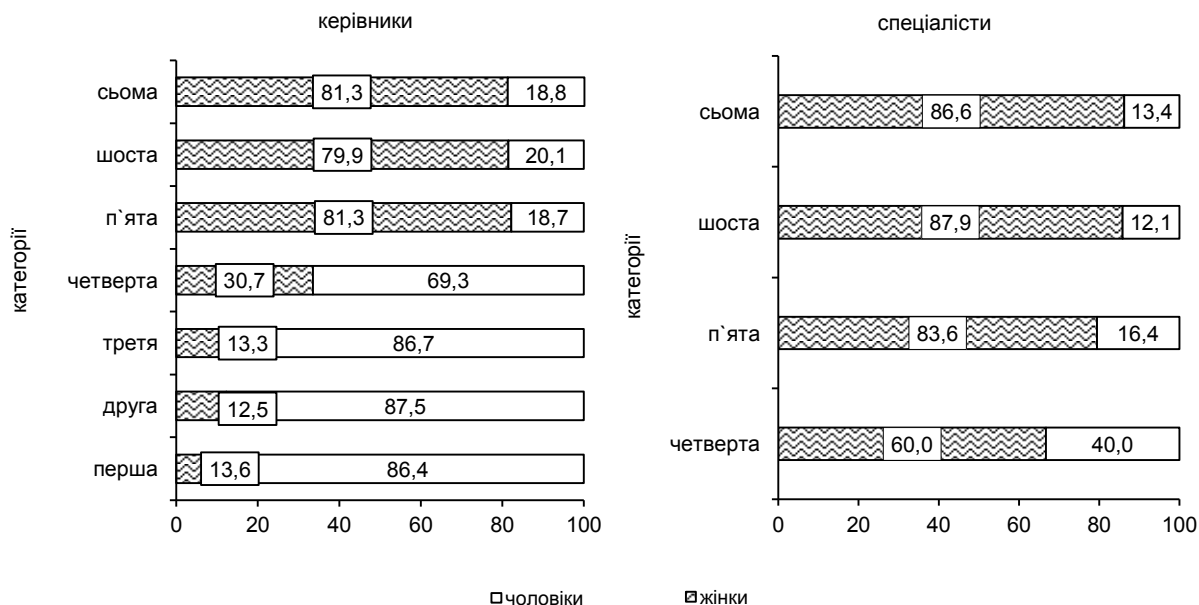 керівники
категорії
сьома 81,3 18,8
шоста 79,9 20,1
п`ята 81,3 18,7
четверта 30,7 69,3
третя 13,3 86,7
друга 12,5 87,5
перша 13,6 86,4
0 20 40 60 80 100
спеціалісти
категорії
сьома 86,6 13,4
шоста 87,9 12,1
п`ята 83,6 16,4
четверта 60,0 40,0
0 20 40 60 80 100
чоловіки жінки